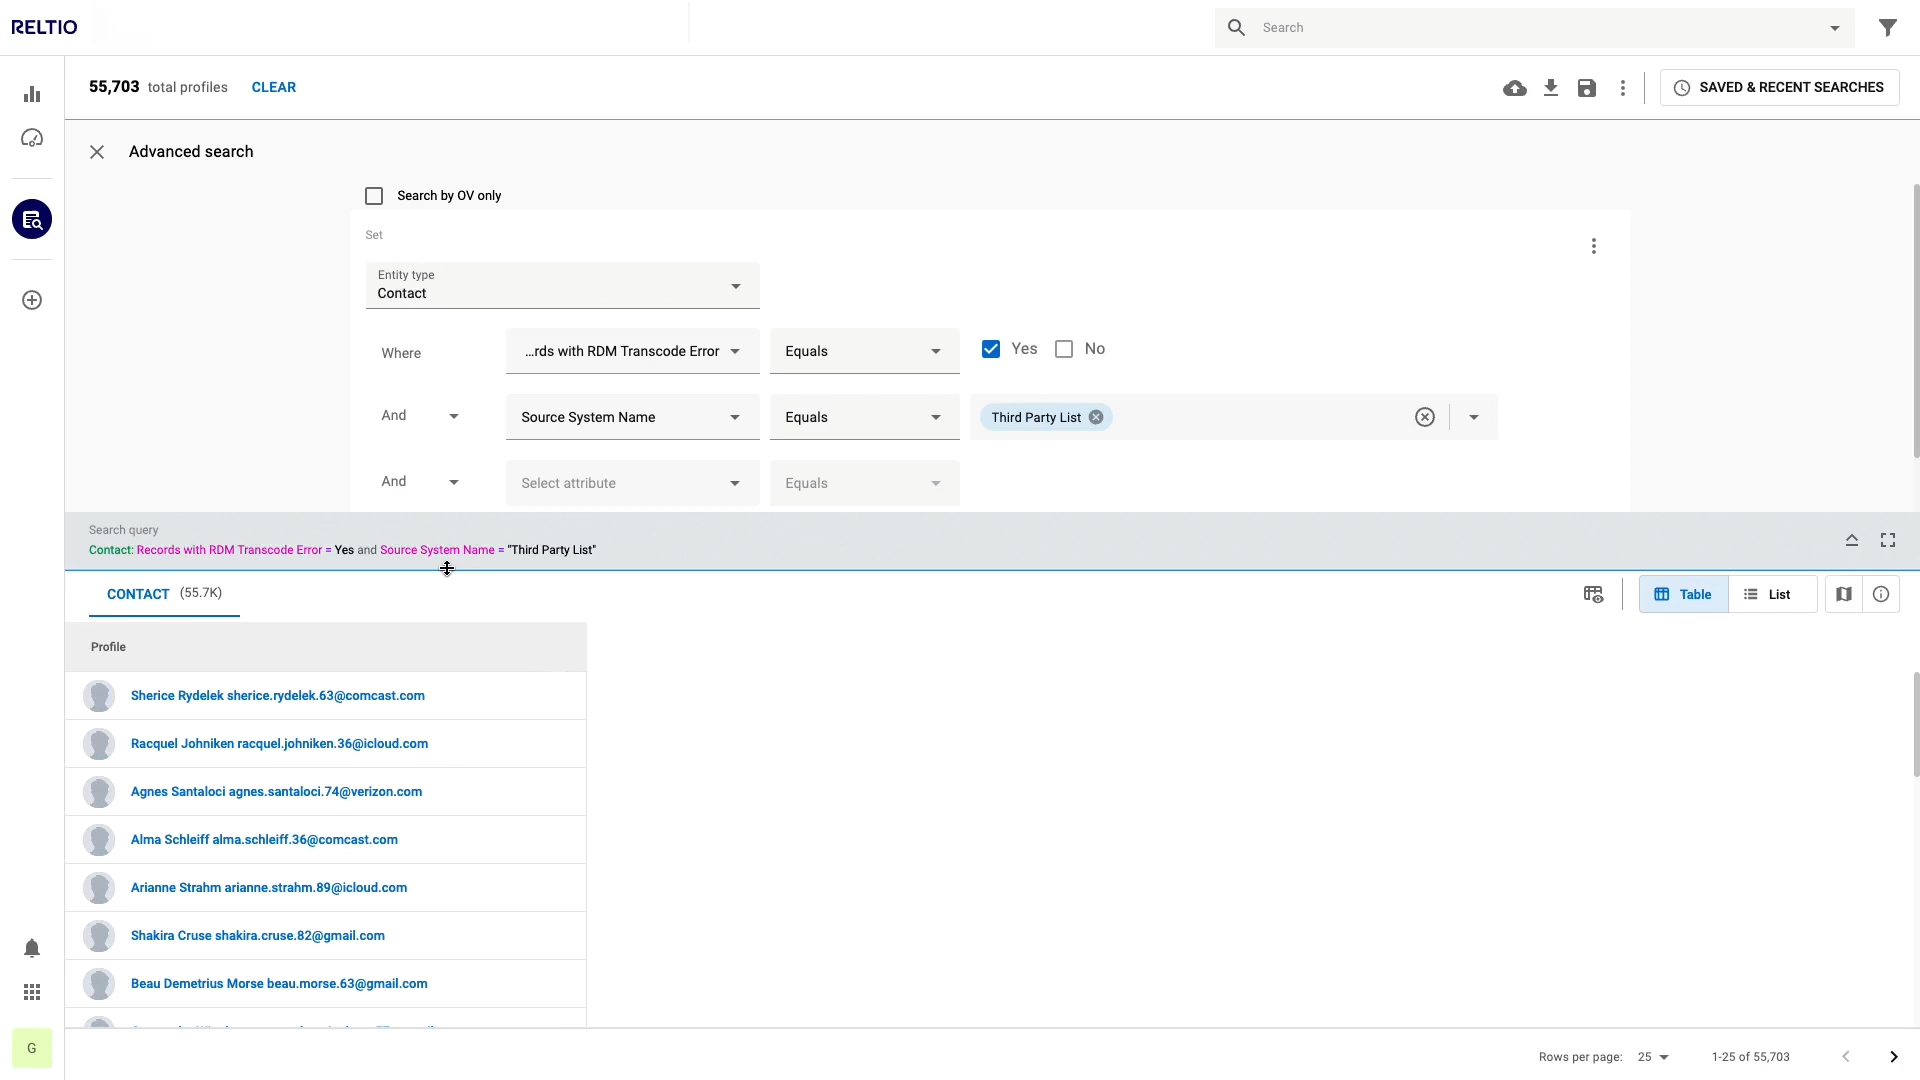 RELTIO
Search
55,703 total profiles CLEAR
SAVED & RECENT SEARCHES
Advanced search
Search by OV only
Set
Entity type
Contact
Where ...rds with RDM Transcode Error Equals Yes No
And Source System Name Equals Third Party List
And Select attribute Equals
Search query
Contact: Records with RDM Transcode Error = Yes and Source System Name = "Third Party List"
CONTACT (55.7K)
Table List
Profile
Sherice Rydelek sherice.rydelek.63@comcast.com
Racquel Johniken racquel.johniken.36@icloud.com
Agnes Santaloci agnes.santaloci.74@verizon.com
Alma Schleiff alma.schleiff.36@comcast.com
Arianne Strahm arianne.strahm.89@icloud.com
Shakira Cruse shakira.cruse.82@gmail.com
Beau Demetrius Morse beau.morse.63@gmail.com
G
Rows per page: 25 1-25 of 55,703